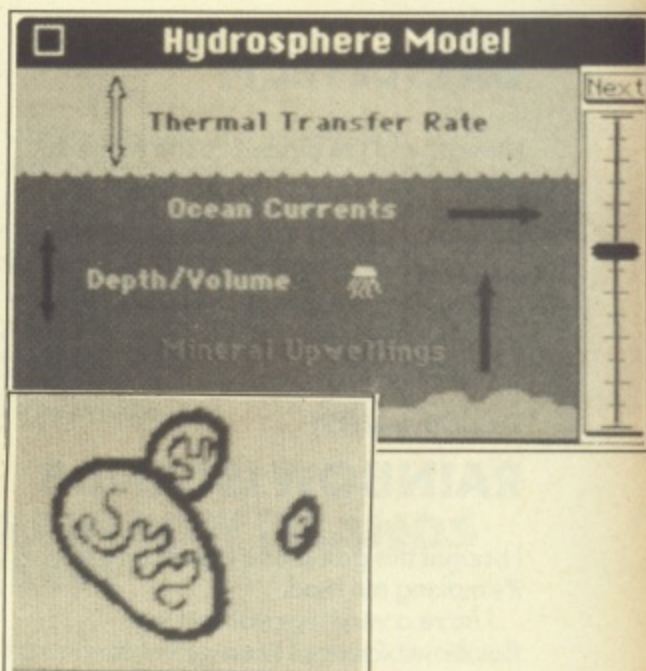 Hydrosphere Model
Next
Thermal Transfer Rate
Ocean Currents
Depth/Volume
Mineral Upwellings